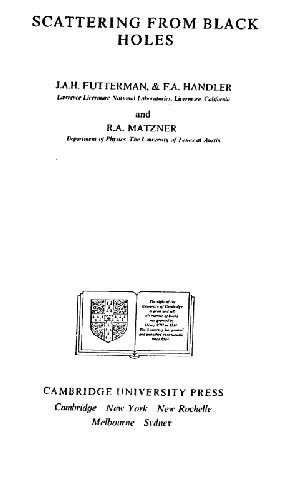 SCATTERING FROM BLACK
HOLES
J.A.H. FUTTERMAN, & F.A. HANDLER
Lawrence Livermore National Laboratories, Livermore, California
and
R.A. MATZNER
Department of Physics, The University of Texas at Austin
The right of the
University of Cambridge
to print and sell
all manner of books
was granted by
Henry VIII in 1534.
The University has printed
and published continuously
since 1584.
CAMBRIDGE UNIVERSITY PRESS
Cambridge New York New Rochelle
Melbourne Sydney